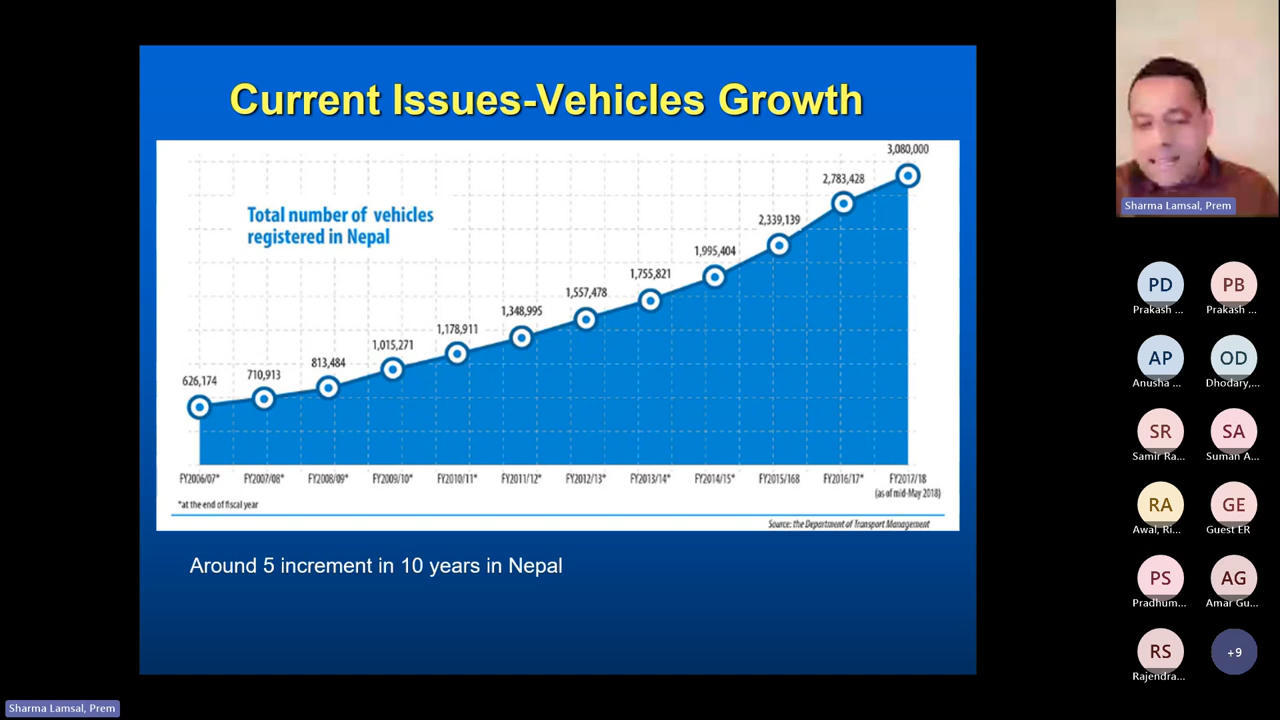 Current Issues-Vehicles Growth
Total number of vehicles
registered in Nepal
626,174
710,913
813,484
1,015,271
1,178,911
1,348,995
1,557,478
1,755,821
1,995,404
2,339,139
2,783,428
3,080,000
FY2006/07* FY2007/08* FY2008/09* FY2009/10* FY2010/11* FY2011/12* FY2012/13* FY2013/14* FY2014/15* FY2015/168 FY2016/17* FY2017/18
(as of mid-May 2018)
*at the end of fiscal year
Source: the Department of Transport Management
Around 5 increment in 10 years in Nepal
Sharma Lamsal, Prem
PD PB
Prakash ... Prakash ...
AP OD
Anusha ... Dhodary,...
SR SA
Samir Ra... Suman A...
RA GE
Awal, Ri... Guest ER
PS AG
Pradhum... Amar Gu...
RS +9
Rajendra...
Sharma Lamsal, Prem